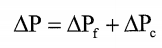 ΔP = ΔP_f + ΔP_c